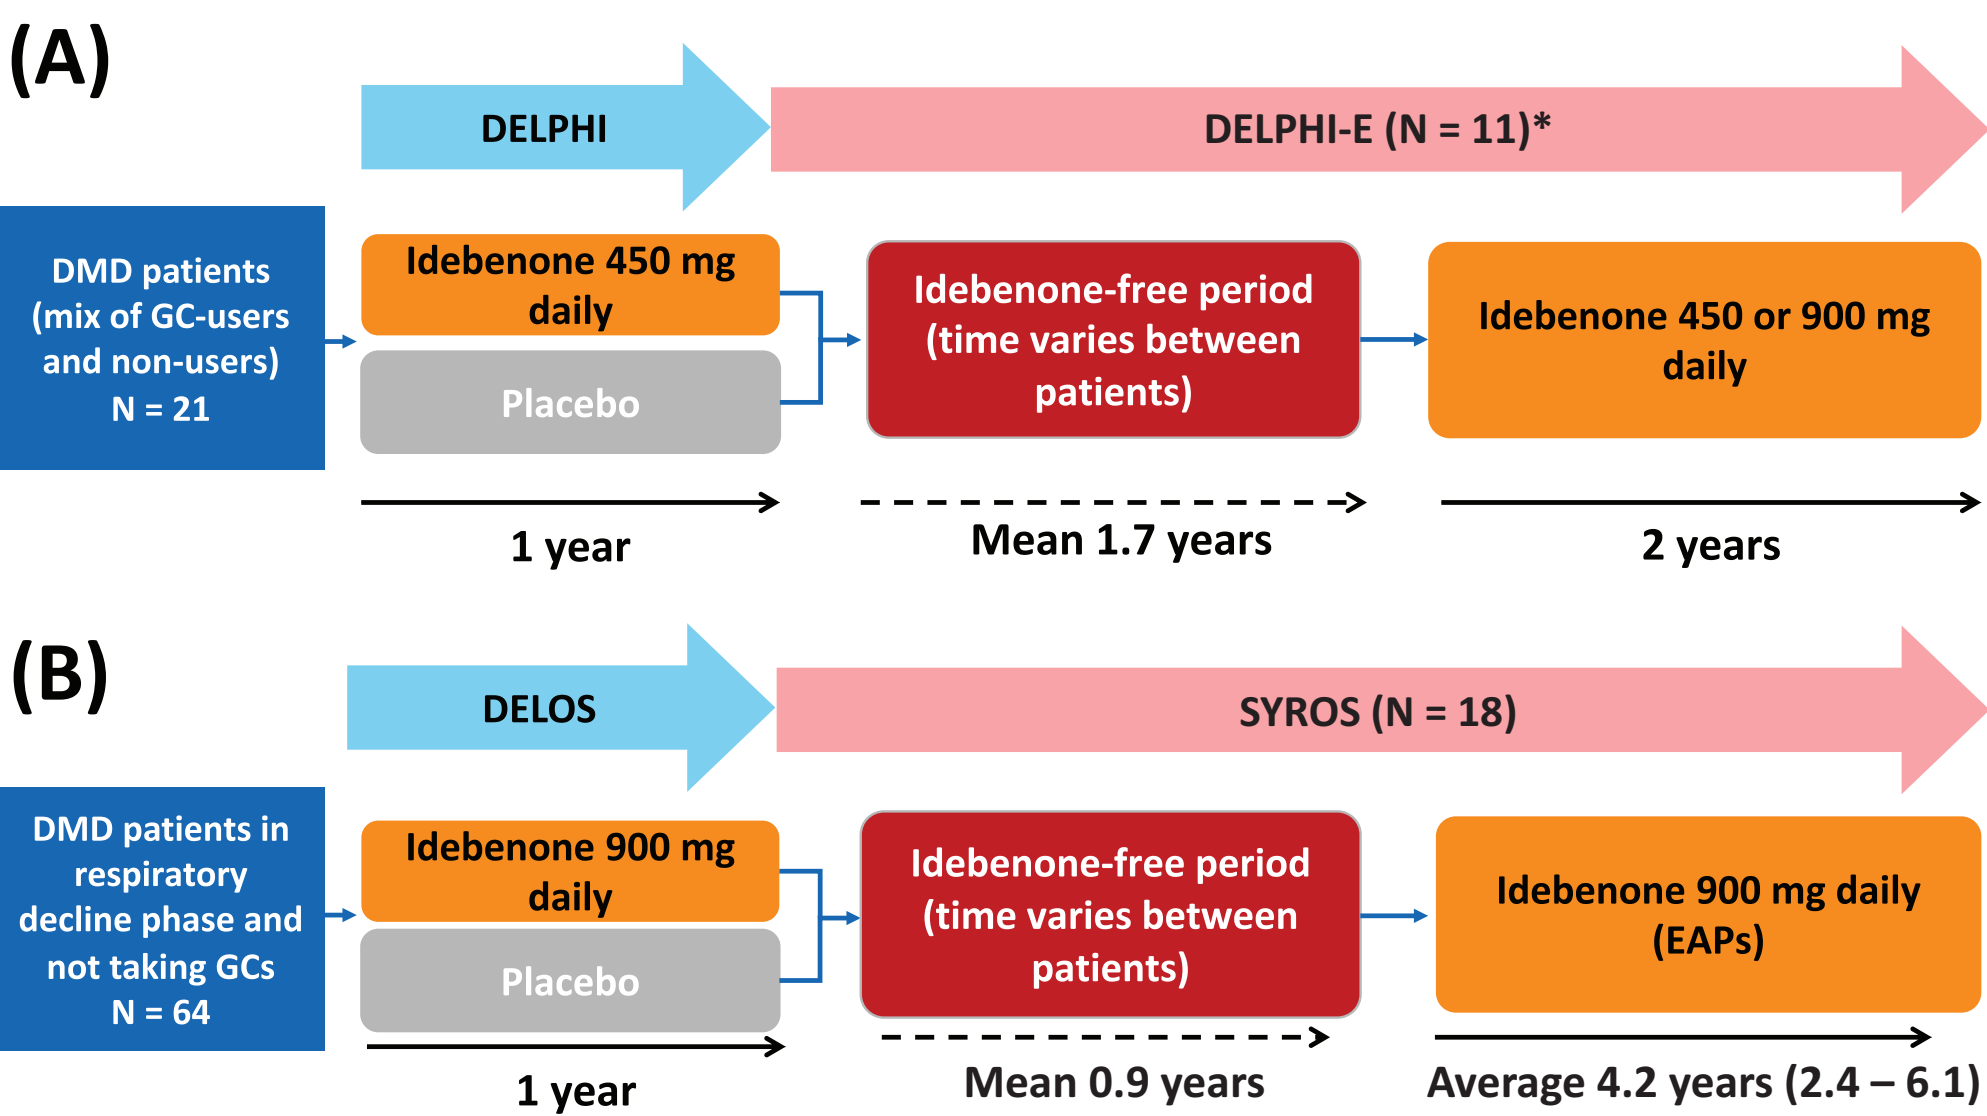 (A)
DELPHI
DELPHI-E (N = 11)*
DMD patients
(mix of GC-users
and non-users)
N = 21
Idebenone 450 mg
daily
Placebo
Idebenone-free period
(time varies between
patients)
Idebenone 450 or 900 mg
daily
1 year
Mean 1.7 years
2 years
(B)
DELOS
SYROS (N = 18)
DMD patients in
respiratory
decline phase and
not taking GCs
N = 64
Idebenone 900 mg
daily
Placebo
Idebenone-free period
(time varies between
patients)
Idebenone 900 mg daily
(EAPs)
1 year
Mean 0.9 years
Average 4.2 years (2.4 – 6.1)